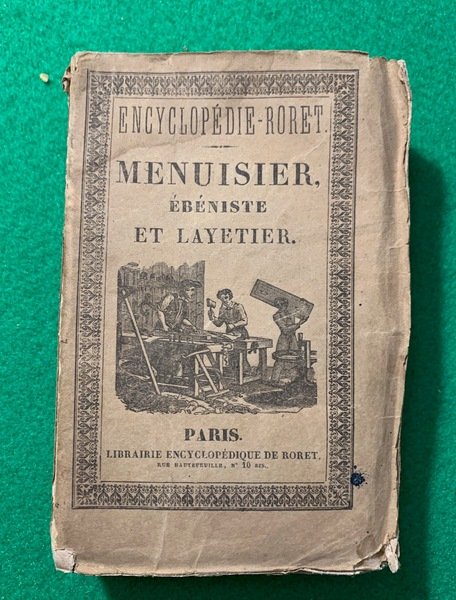 ENCYCLOPÉDIE-RORET.
MENUISIER,
ÉBÉNISTE
ET LAYETIER.
PARIS.
LIBRAIRIE ENCYCLOPÉDIQUE DE RORET,
RUE HAUTEFEUILLE, N° 10 BIS.